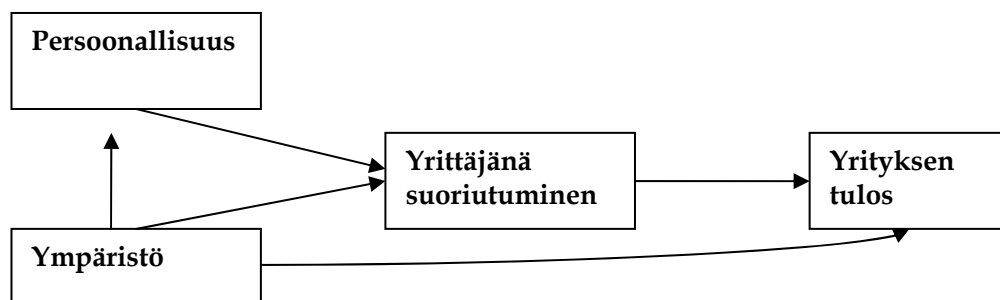 Persoonallisuus
Yrittäjänä
suoriutuminen
Yrityksen
tulos
Ympäristö